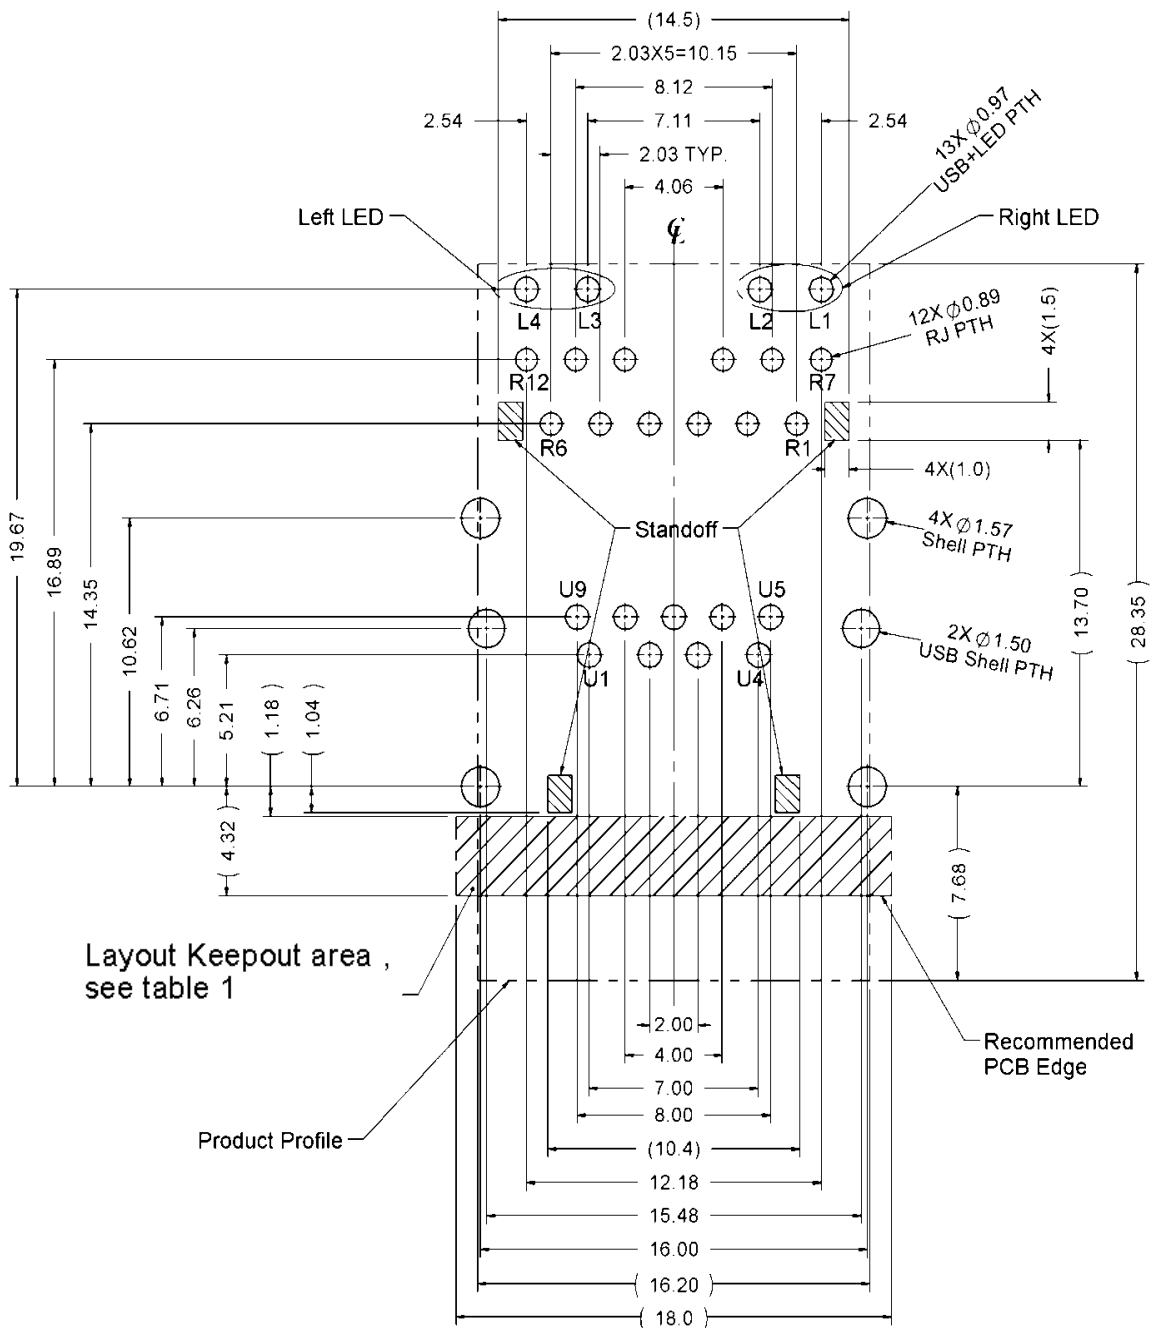 (14.5)
2.03X5=10.15
8.12
2.54
7.11
2.54
2.03 TYP.
4.06
13X ⌀0.97
USB+LED PTH
Left LED
℄
Right LED
L4
L3
L2
L1
12X ⌀0.89
RJ PTH
4X(1.5)
R12
R7
R6
R1
4X(1.0)
Standoff
4X ⌀1.57
Shell PTH
19.67
16.89
14.35
10.62
6.71
6.26
5.21
( 1.18 )
( 1.04 )
U9
U5
U1
U4
2X ⌀1.50
USB Shell PTH
( 13.70 )
( 28.35 )
( 4.32 )
( 7.68 )
Layout Keepout area ,
see table 1
2.00
4.00
7.00
8.00
(10.4)
12.18
15.48
16.00
( 16.20 )
( 18.0 )
Recommended
PCB Edge
Product Profile